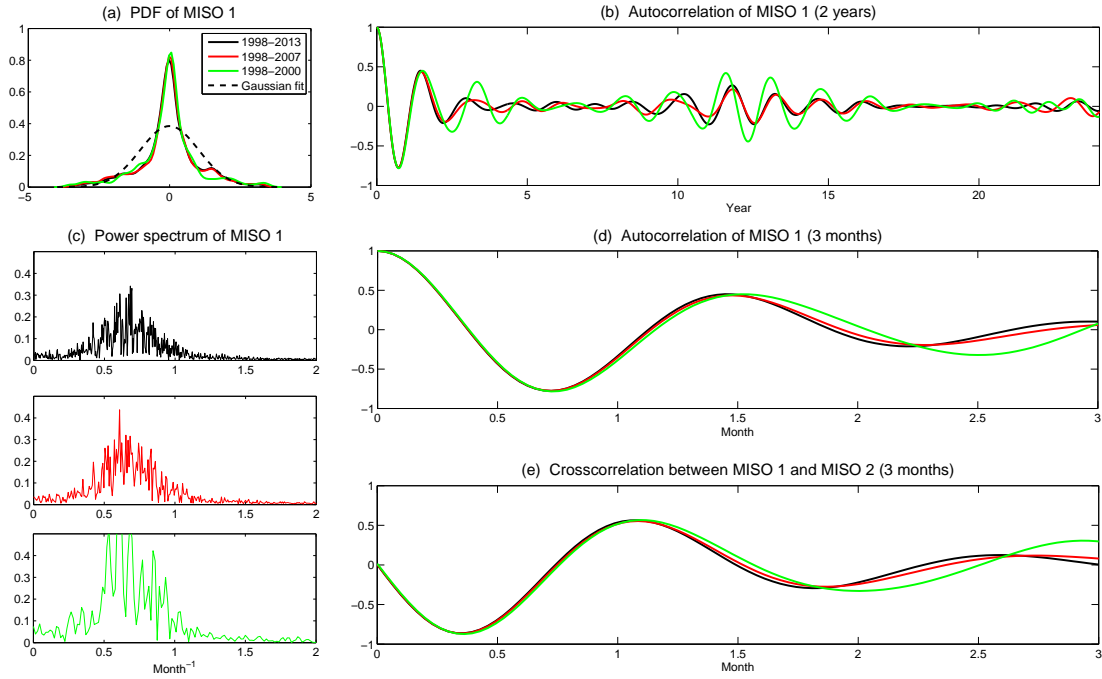 (a) PDF of MISO 1
1
0.8
0.6
0.4
0.2
0
−5 0 5
1998−2013
1998−2007
1998−2000
Gaussian fit
(b) Autocorrelation of MISO 1 (2 years)
1
0.5
0
−0.5
−1
0 5 10 15 20
Year
(c) Power spectrum of MISO 1
0.4
0.3
0.2
0.1
0
0 0.5 1 1.5 2
0.4
0.3
0.2
0.1
0
0 0.5 1 1.5 2
0.4
0.3
0.2
0.1
0
0 0.5 1 1.5 2
Month⁻¹
(d) Autocorrelation of MISO 1 (3 months)
1
0.5
0
−0.5
−1
0 0.5 1 1.5 2 2.5 3
Month
(e) Crosscorrelation between MISO 1 and MISO 2 (3 months)
1
0.5
0
−0.5
−1
0 0.5 1 1.5 2 2.5 3
Month